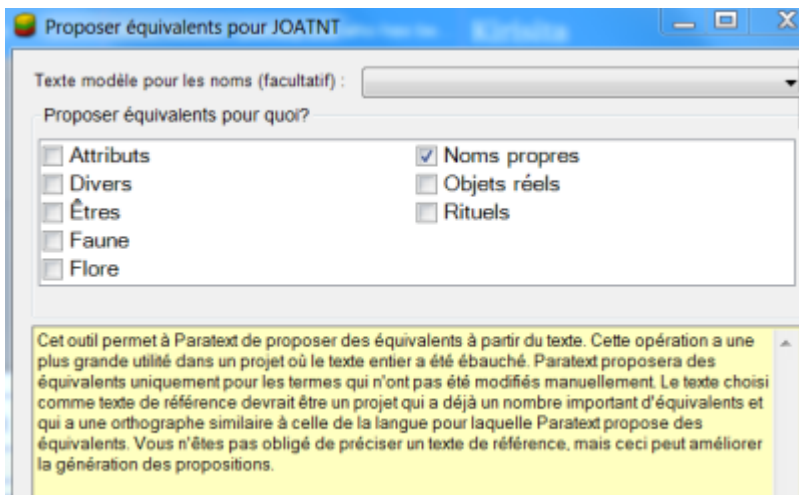 Proposer équivalents pour JOATNT
Kirisita
Texte modèle pour les noms (facultatif) :
Proposer équivalents pour quoi?
Attributs
Noms propres
Divers
Objets réels
Êtres
Rituels
Faune
Flore
Cet outil permet à Paratext de proposer des équivalents à partir du texte. Cette opération a une
plus grande utilité dans un projet où le texte entier a été ébauché. Paratext proposera des
équivalents uniquement pour les termes qui n'ont pas été modifiés manuellement. Le texte choisi
comme texte de référence devrait être un projet qui a déjà un nombre important d'équivalents et
qui a une orthographe similaire à celle de la langue pour laquelle Paratext propose des
équivalents. Vous n'êtes pas obligé de préciser un texte de référence, mais ceci peut améliorer
la génération des propositions.